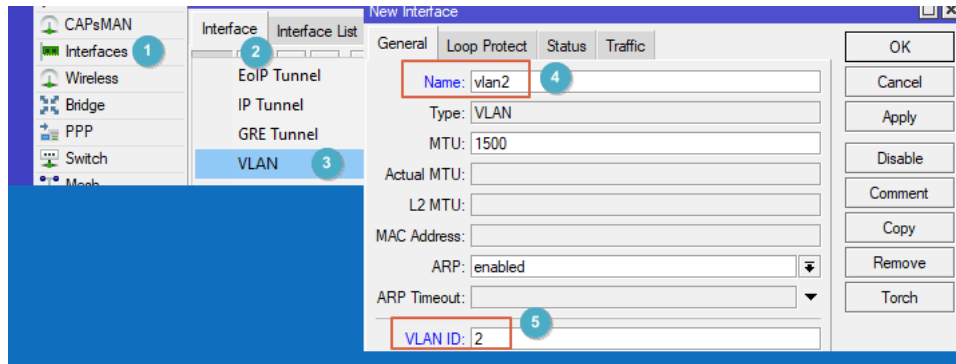 CAPsMAN
Interfaces 1
Wireless
Bridge
PPP
Switch
Mesh
Interface Interface List
2
EoIP Tunnel
IP Tunnel
GRE Tunnel
VLAN 3
New Interface
General Loop Protect Status Traffic
Name: vlan2 4
Type: VLAN
MTU: 1500
Actual MTU:
L2 MTU:
MAC Address:
ARP: enabled
ARP Timeout:
5
VLAN ID: 2
OK
Cancel
Apply
Disable
Comment
Copy
Remove
Torch